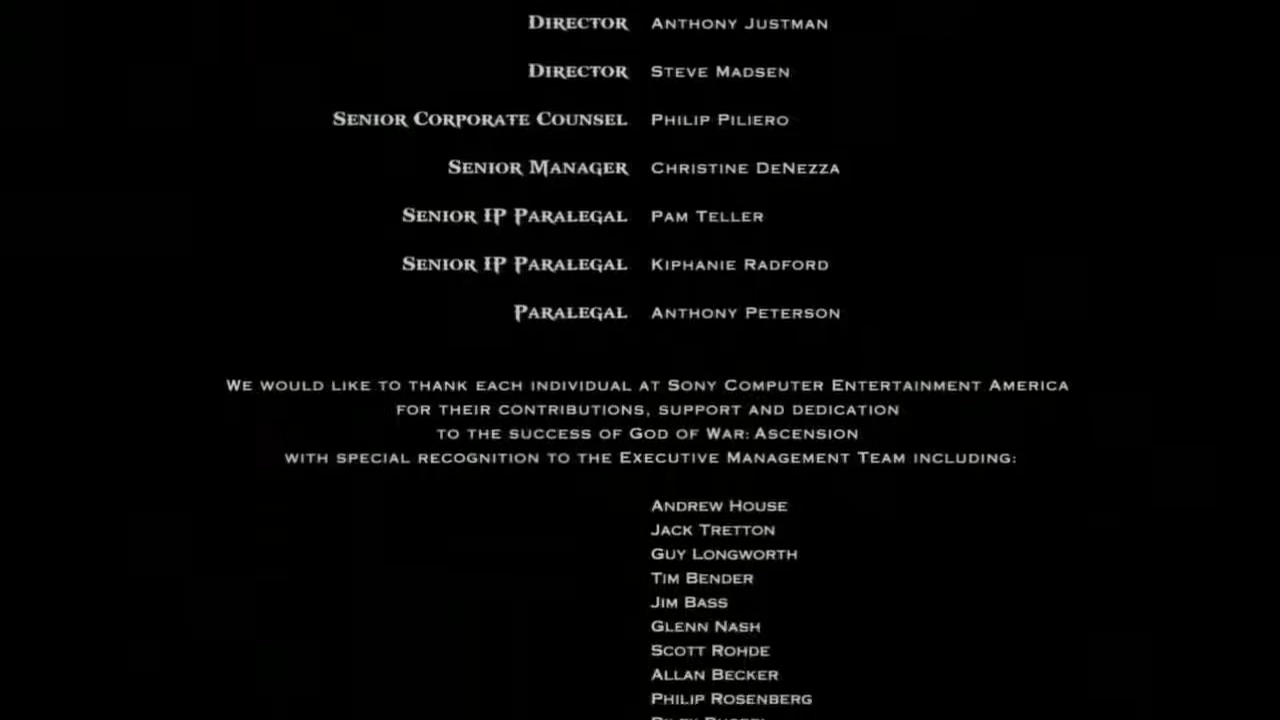 Director Anthony Justman
Director Steve Madsen
Senior Corporate Counsel Philip Piliero
Senior Manager Christine DeNezza
Senior IP Paralegal Pam Teller
Senior IP Paralegal Kiphanie Radford
Paralegal Anthony Peterson
We would like to thank each individual at Sony Computer Entertainment America
for their contributions, support and dedication
to the success of God of War: Ascension
with special recognition to the Executive Management Team including:
Andrew House
Jack Tretton
Guy Longworth
Tim Bender
Jim Bass
Glenn Nash
Scott Rohde
Allan Becker
Philip Rosenberg